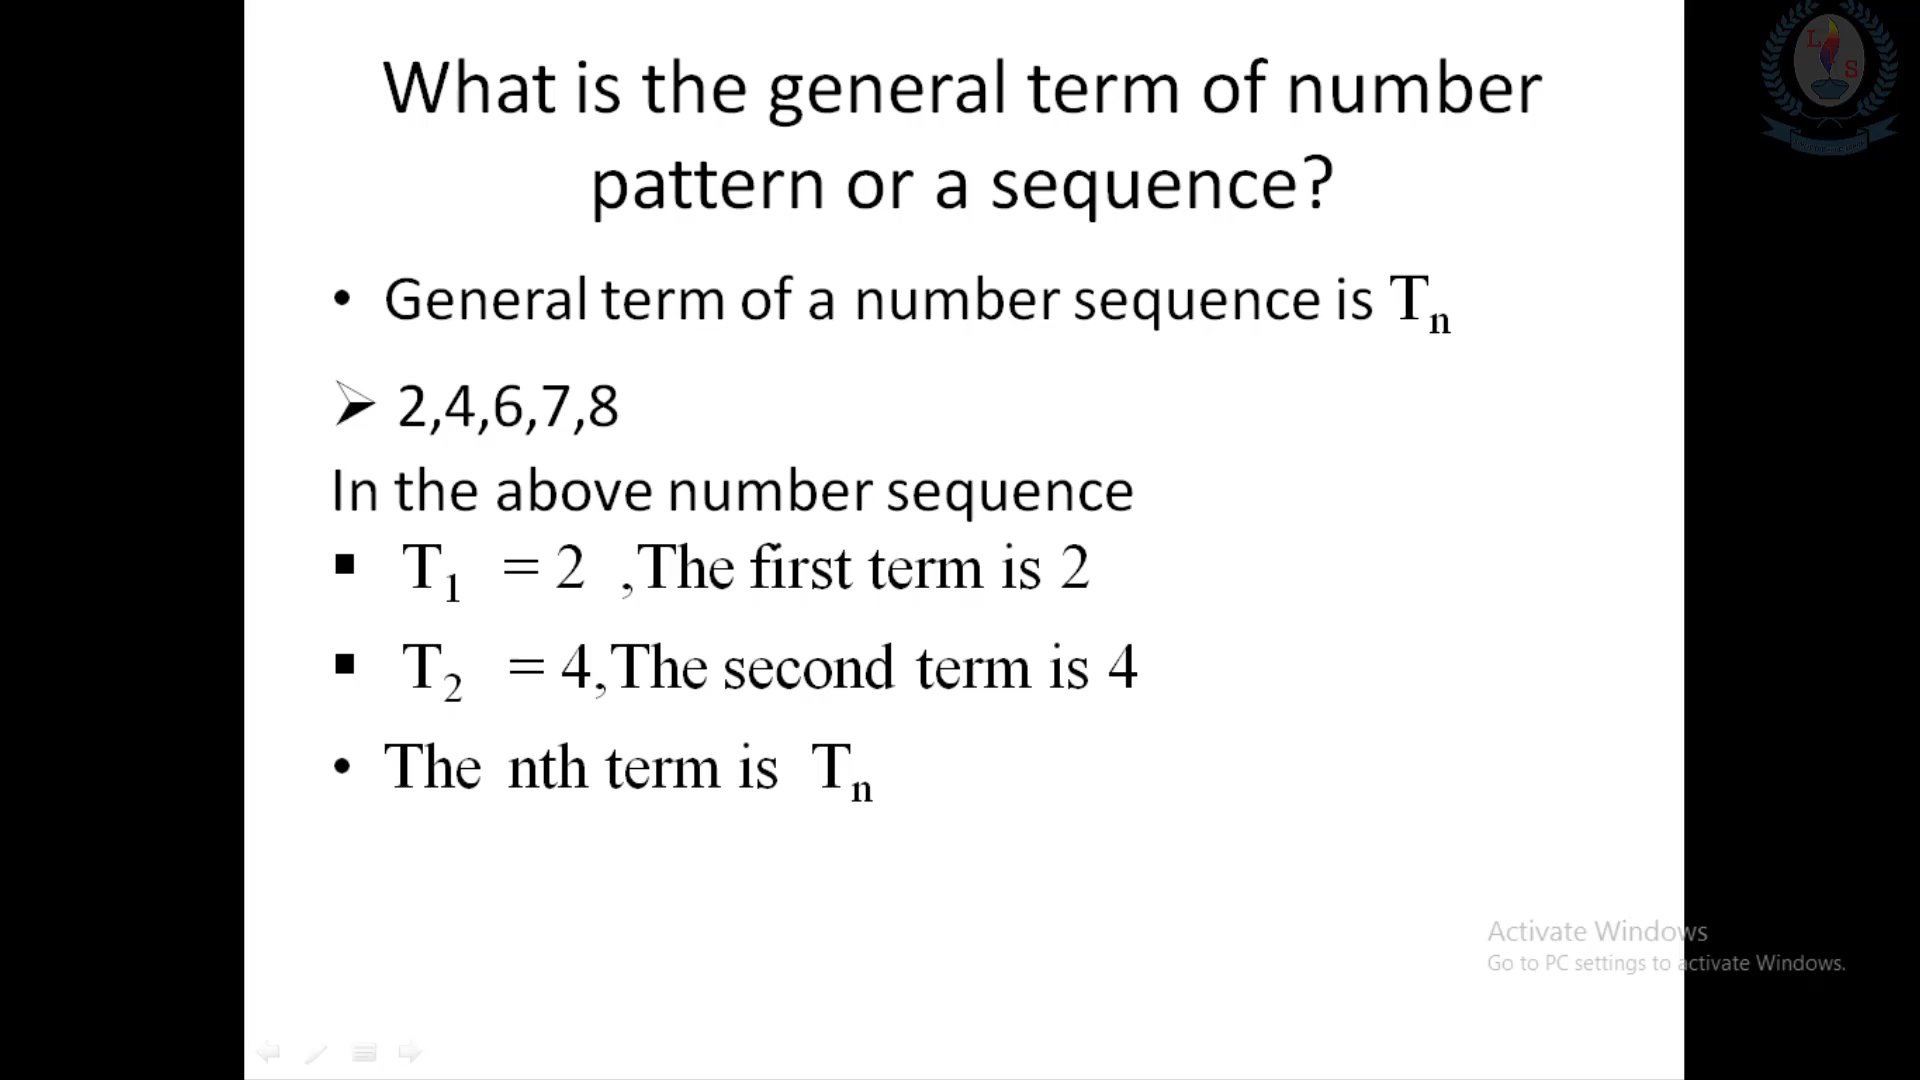 What is the general term of number
pattern or a sequence?
• General term of a number sequence is Tₙ
➢ 2,4,6,7,8
In the above number sequence
▪ T₁ = 2 ,The first term is 2
▪ T₂ = 4,The second term is 4
• The nth term is Tₙ
L
S
Activate Windows
Go to PC settings to activate Windows.